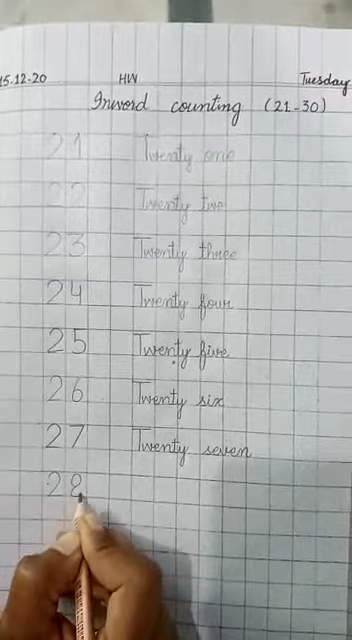 15.12-20 HW Tuesday
Inword counting (21-30)
21 Twenty one
22 Twenty two
23 Twenty three
24 Twenty four
25 Twenty five
26 Twenty six
27 Twenty seven
28